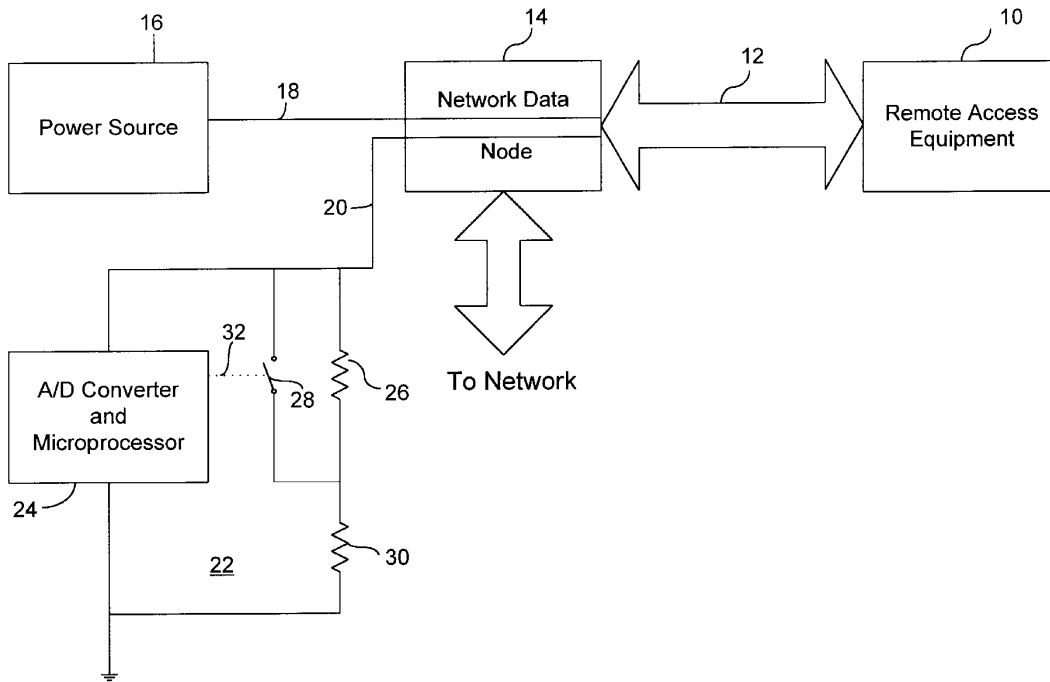 16
14
10
12
18
Power Source
Network Data
Node
Remote Access
Equipment
20
32
28
26
To Network
A/D Converter
and
Microprocessor
24
22
30